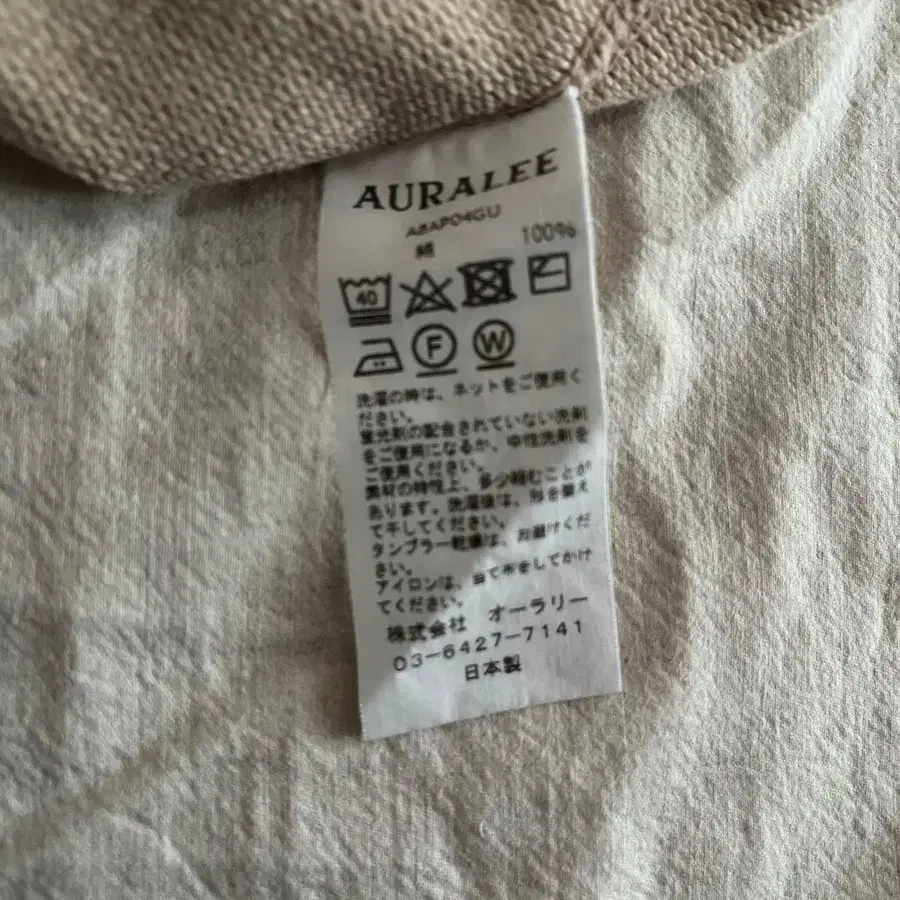 AURALEE
A8AP04GU
綿 100%
40
F W
洗濯の時は、ネットをご使用く
ださい。
蛍光剤の配合されていない洗剤
をご使用になるか、中性洗剤を
ご使用ください。
素材の特性上、多少縮むことが
あります。洗濯後は、形を整え
て干してください。
タンブラー乾燥は、お避けくだ
さい。
アイロンは、当て布をしてかけ
てください。
株式会社 オーラリー
03-6427-7141
日本製